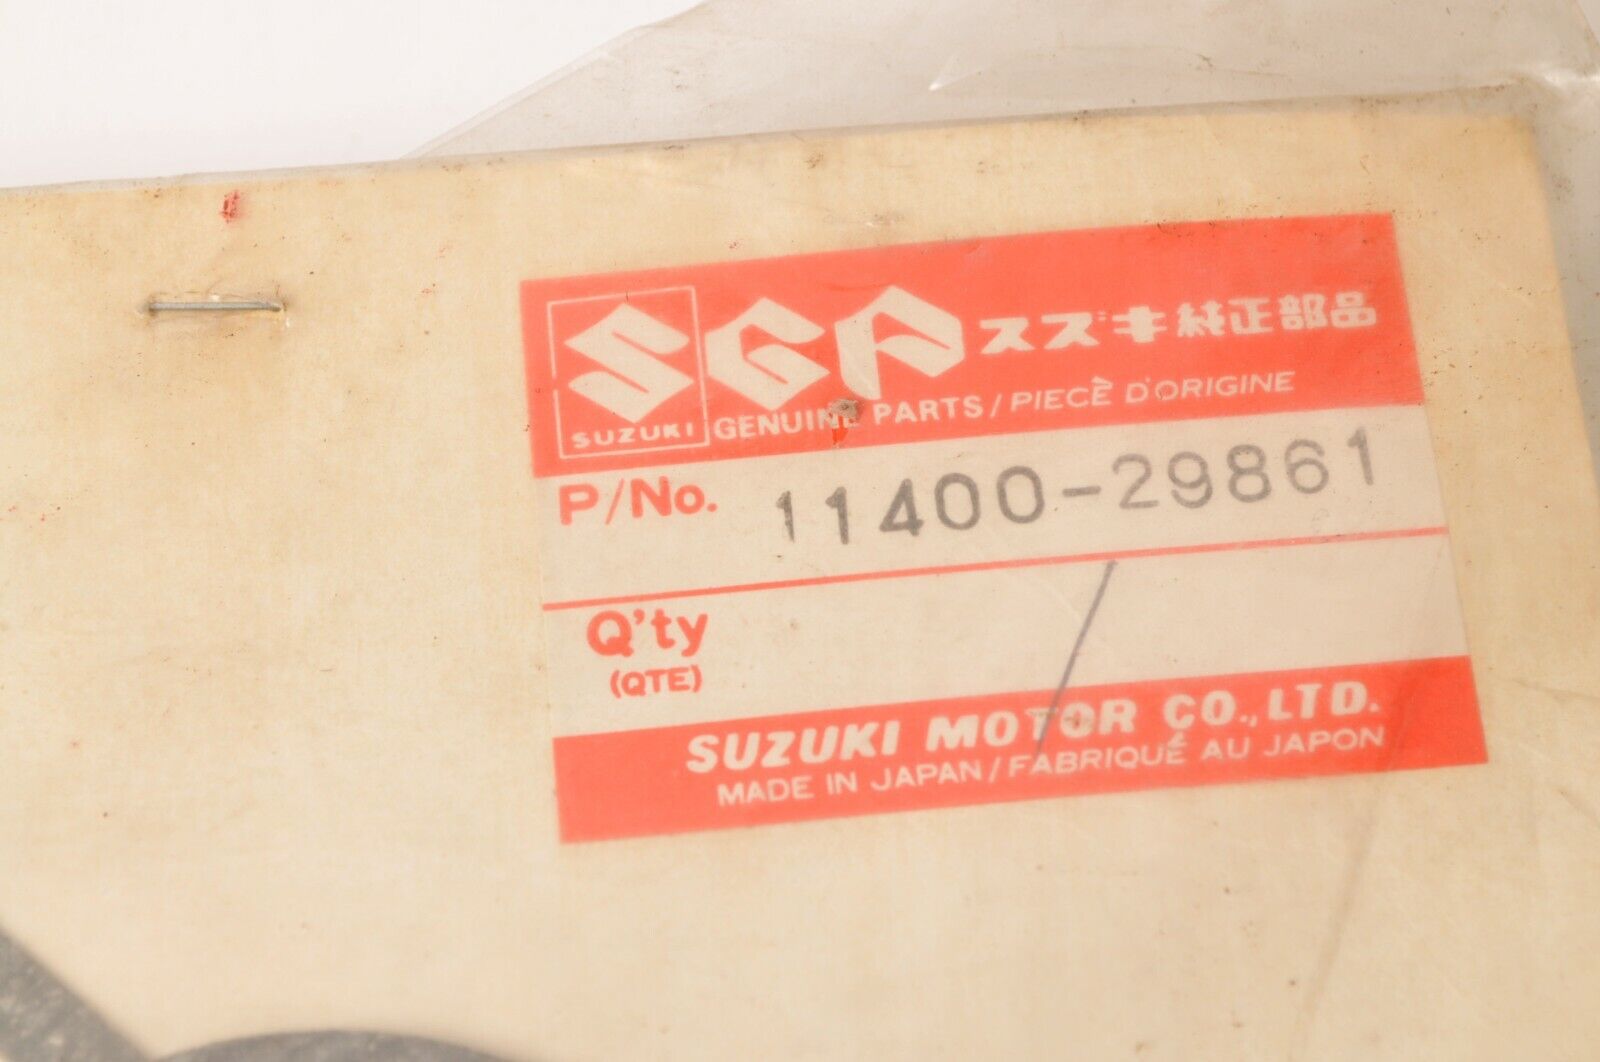 SGP スズキ純正部品
SUZUKI GENUINE PARTS/PIECÈ D'ORIGINE
P/No. 11400-29861
Q'ty
(QTE)
SUZUKI MOTOR CO., LTD.
MADE IN JAPAN/FABRIQUÉ AU JAPON